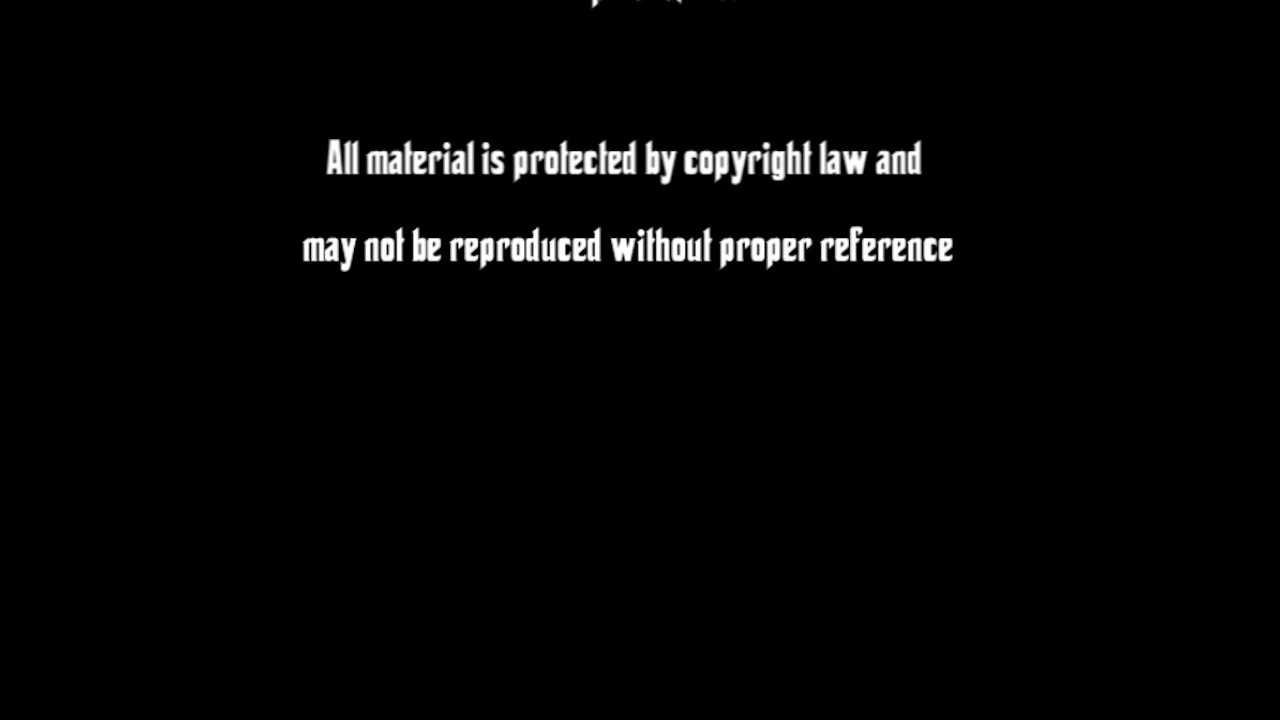 All material is protected by copyright law and
may not be reproduced without proper reference